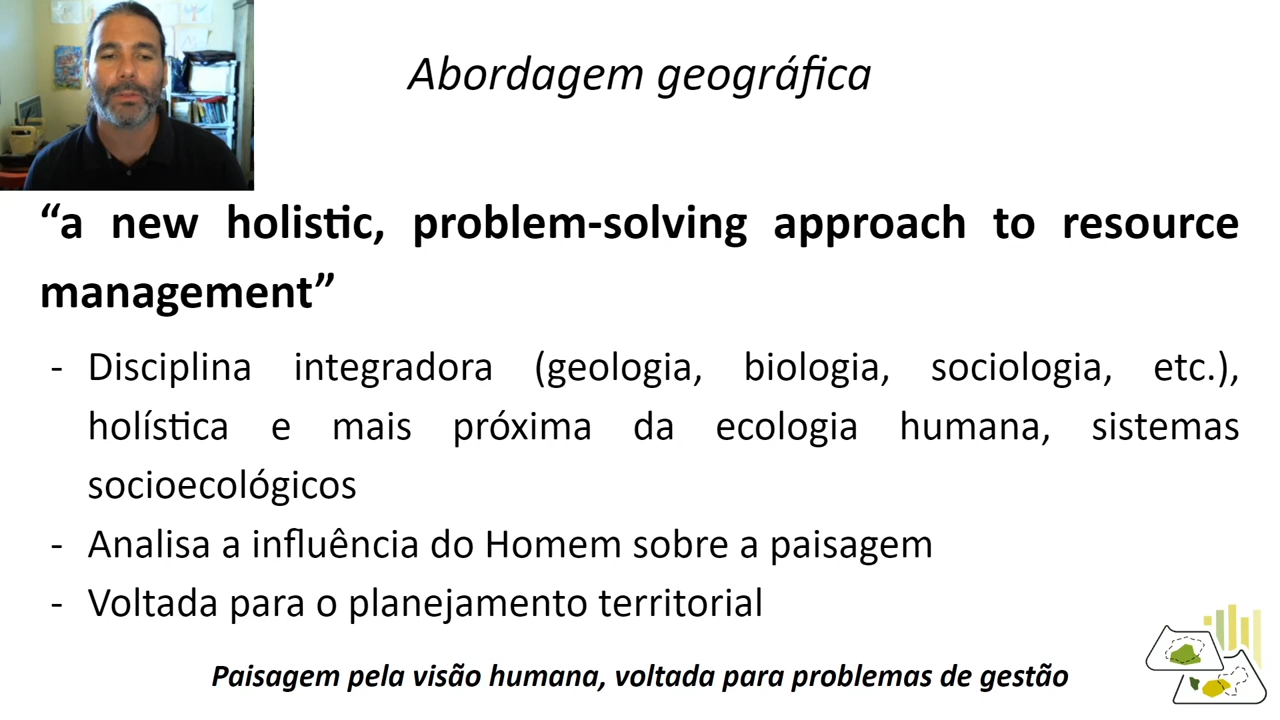 Abordagem geográfica
“a new holistic, problem-solving approach to resource
management”
- Disciplina integradora (geologia, biologia, sociologia, etc.),
holística e mais próxima da ecologia humana, sistemas
socioecológicos
- Analisa a influência do Homem sobre a paisagem
- Voltada para o planejamento territorial
Paisagem pela visão humana, voltada para problemas de gestão